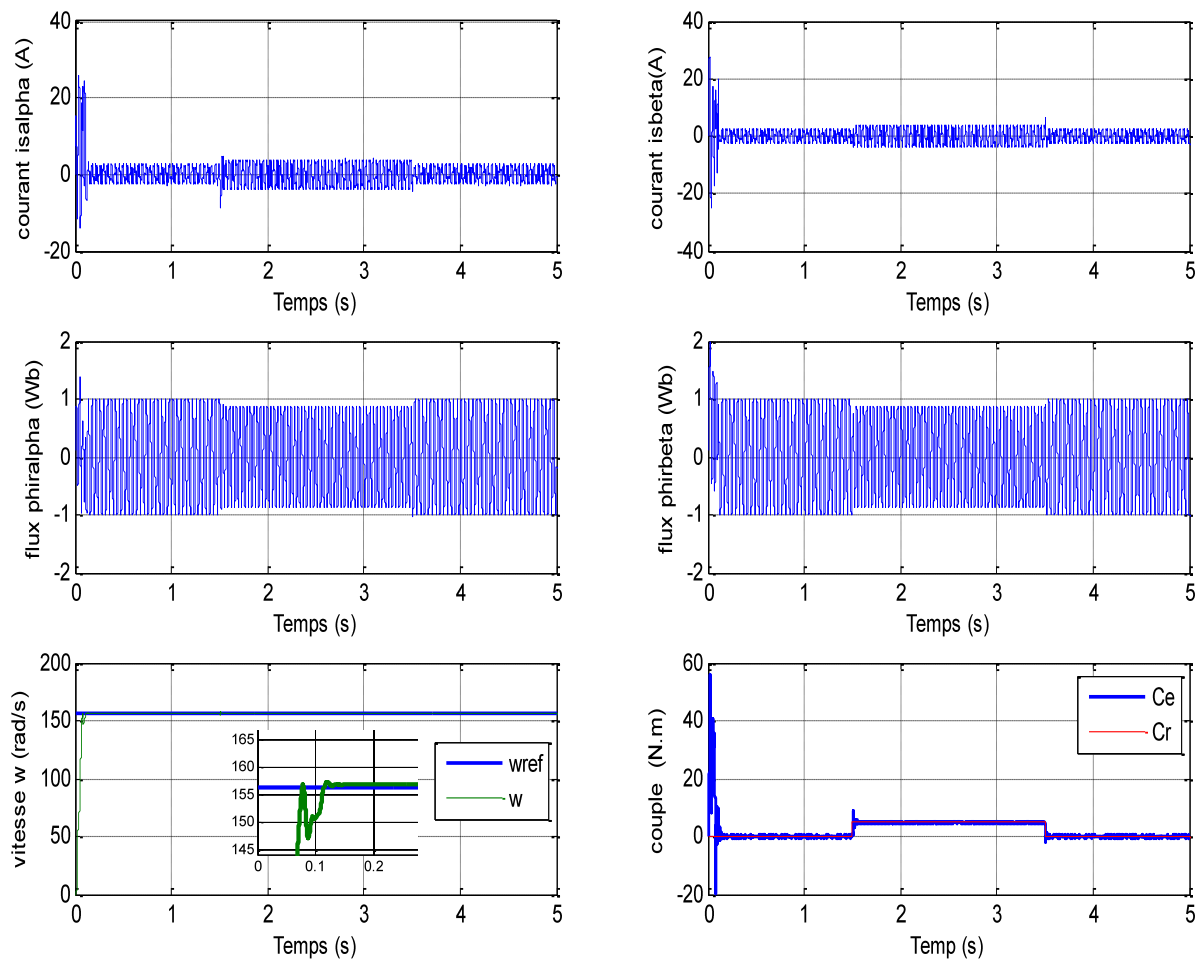 40
20
0
-20
courant isalpha (A)
0 1 2 3 4 5
Temps (s)
40
20
0
-20
-40
courant isbeta(A)
0 1 2 3 4 5
Temps (s)
2
1
0
-1
-2
flux phiralpha (Wb)
0 1 2 3 4 5
Temps (s)
2
1
0
-1
-2
flux phirbeta (Wb)
0 1 2 3 4 5
Temps (s)
200
150
100
50
0
vitesse w (rad/s)
165
160
155
150
145
0 0.1 0.2
wref
w
0 1 2 3 4 5
Temps (s)
60
40
20
0
-20
couple (N.m)
Ce
Cr
0 1 2 3 4 5
Temp (s)